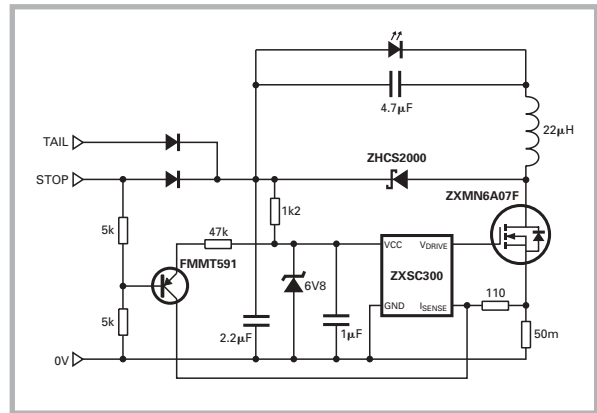 4.7µF
22µH
TAIL
ZHCS2000
STOP
ZXMN6A07F
1k2
5k
47k
VCC
VDRIVE
FMMT591
ZXSC300
6V8
110
GND
ISENSE
5k
2.2µF
1µF
50m
0V